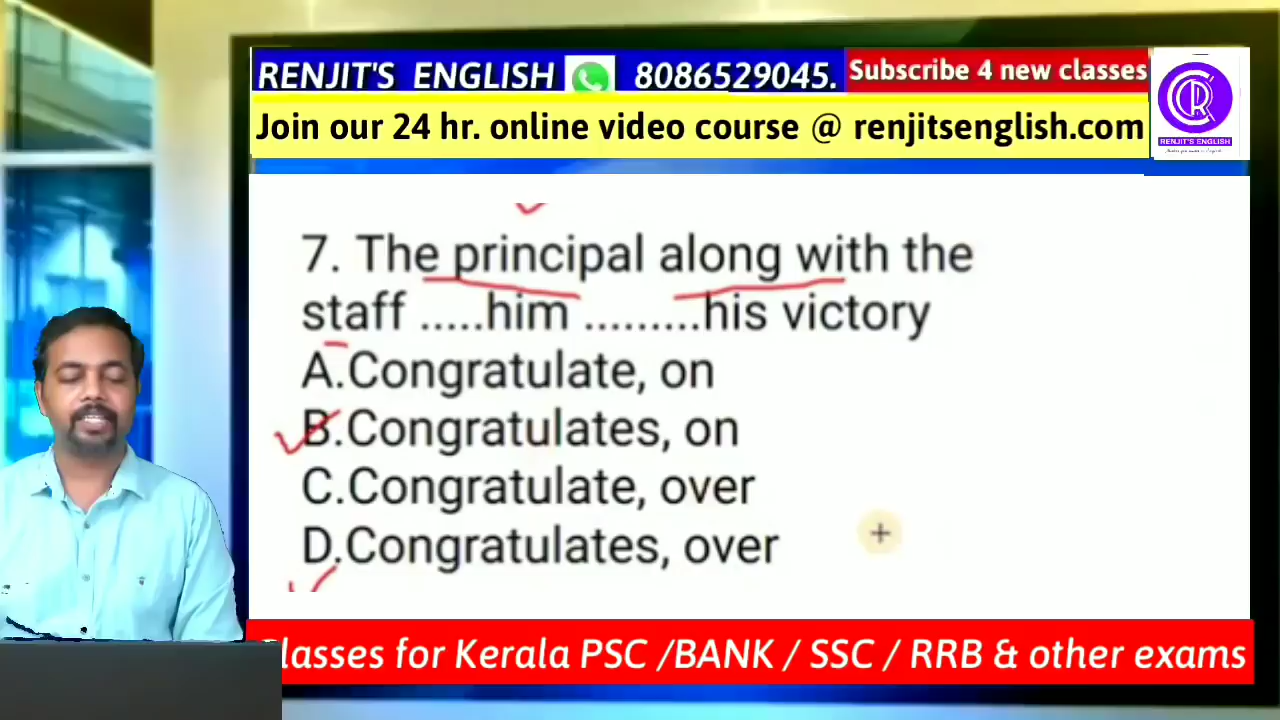 RENJIT'S ENGLISH 8086529045. Subscribe 4 new classes
Join our 24 hr. online video course @ renjitsenglish.com
RENJIT'S ENGLISH
7. The principal along with the
staff .....him .........his victory
A.Congratulate, on
B.Congratulates, on
C.Congratulate, over
D.Congratulates, over
lasses for Kerala PSC /BANK / SSC / RRB & other exams